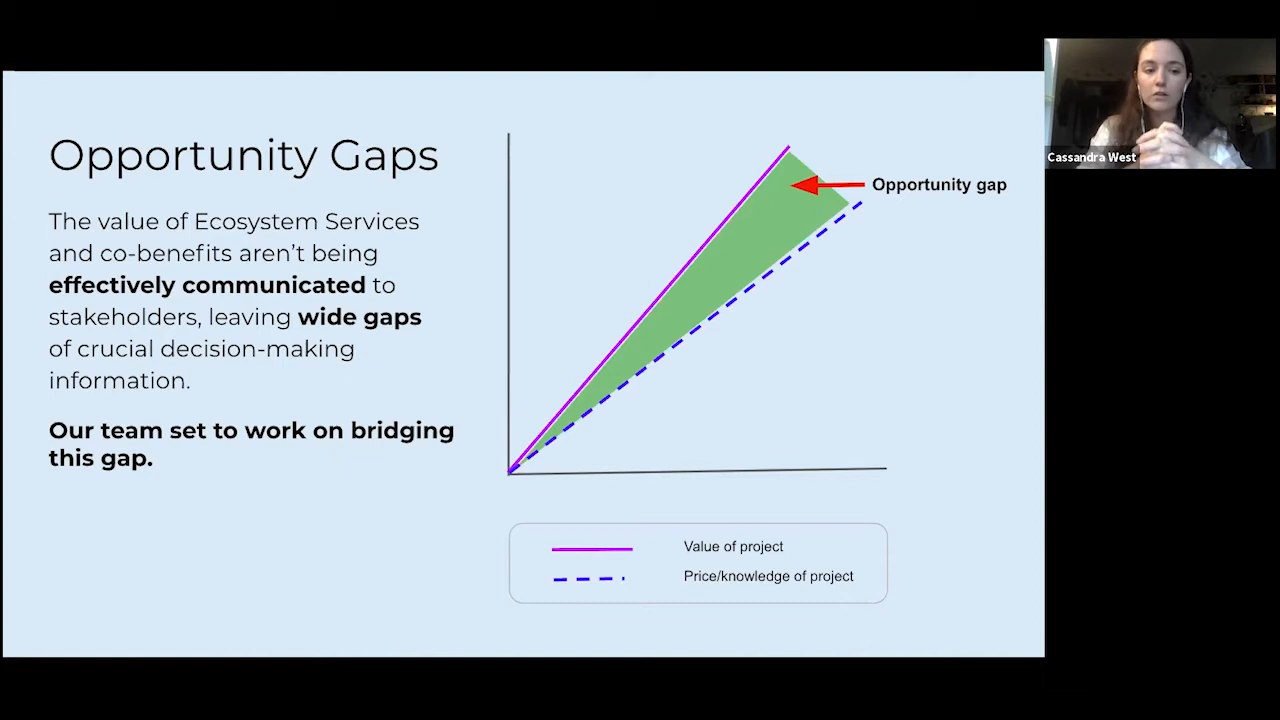 Opportunity Gaps
The value of Ecosystem Services
and co-benefits aren’t being
effectively communicated to
stakeholders, leaving wide gaps
of crucial decision-making
information.
Our team set to work on bridging
this gap.
Opportunity gap
Value of project
Price/knowledge of project
Cassandra West